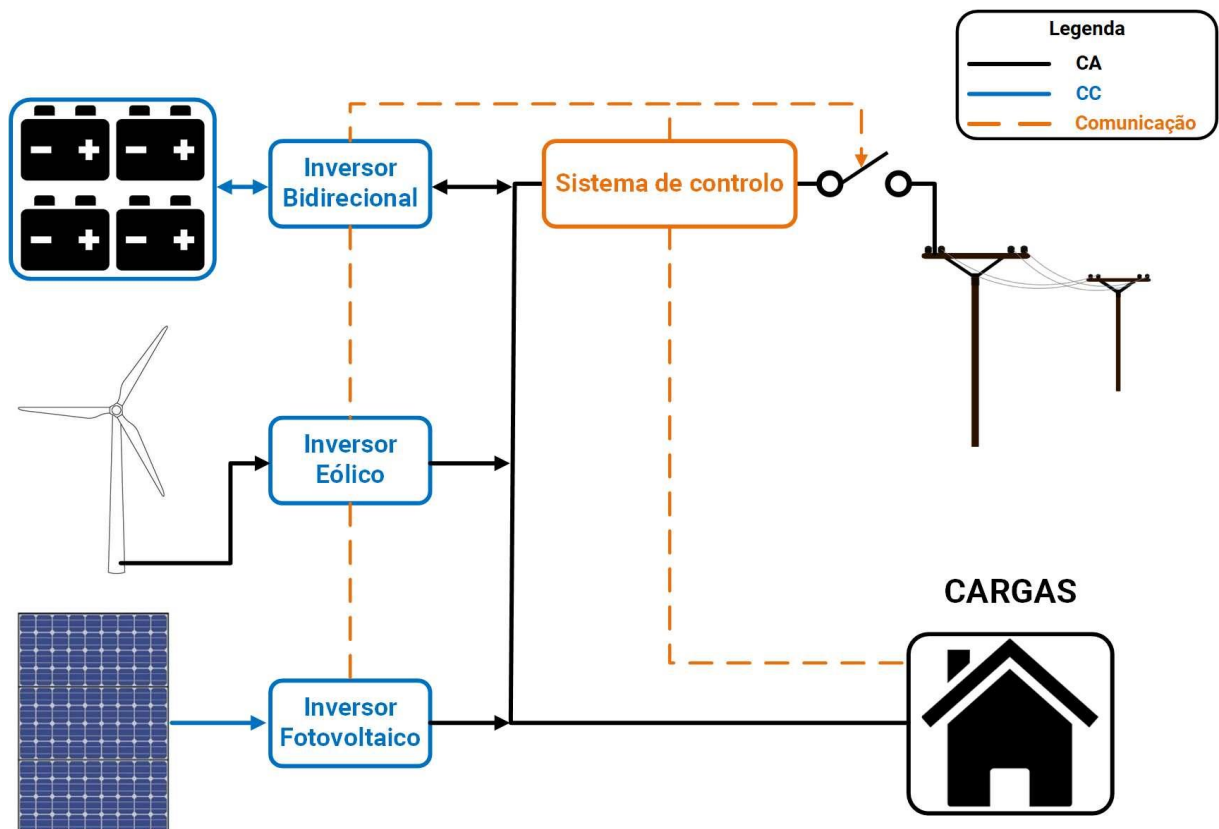 Legenda
CA
CC
Comunicação
Inversor
Bidirecional
Sistema de controlo
Inversor
Eólico
CARGAS
Inversor
Fotovoltaico